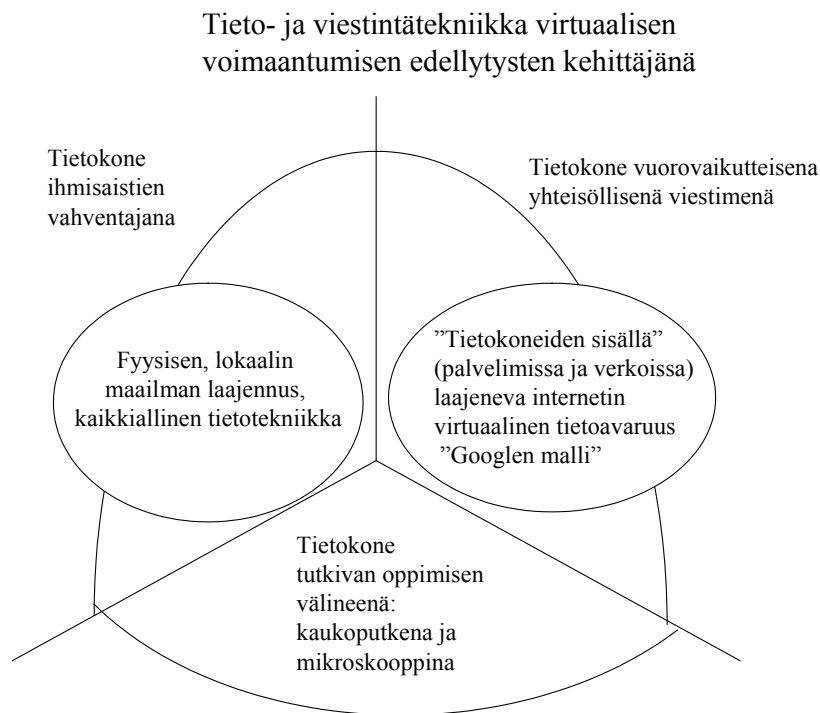 Tieto- ja viestintätekniikka virtuaalisen
voimaantumisen edellytysten kehittäjänä
Tietokone
ihmisaistien
vahventajana
Tietokone vuorovaikutteisena
yhteisöllisenä viestimenä
Fyysisen, lokaalin
maailman laajennus,
kaikkiallinen tietotekniikka
”Tietokoneiden sisällä”
(palvelimissa ja verkoissa)
laajeneva internetin
virtuaalinen tietoavaruus
”Googlen malli”
Tietokone
tutkivan oppimisen
välineenä:
kaukoputkena ja
mikroskooppina